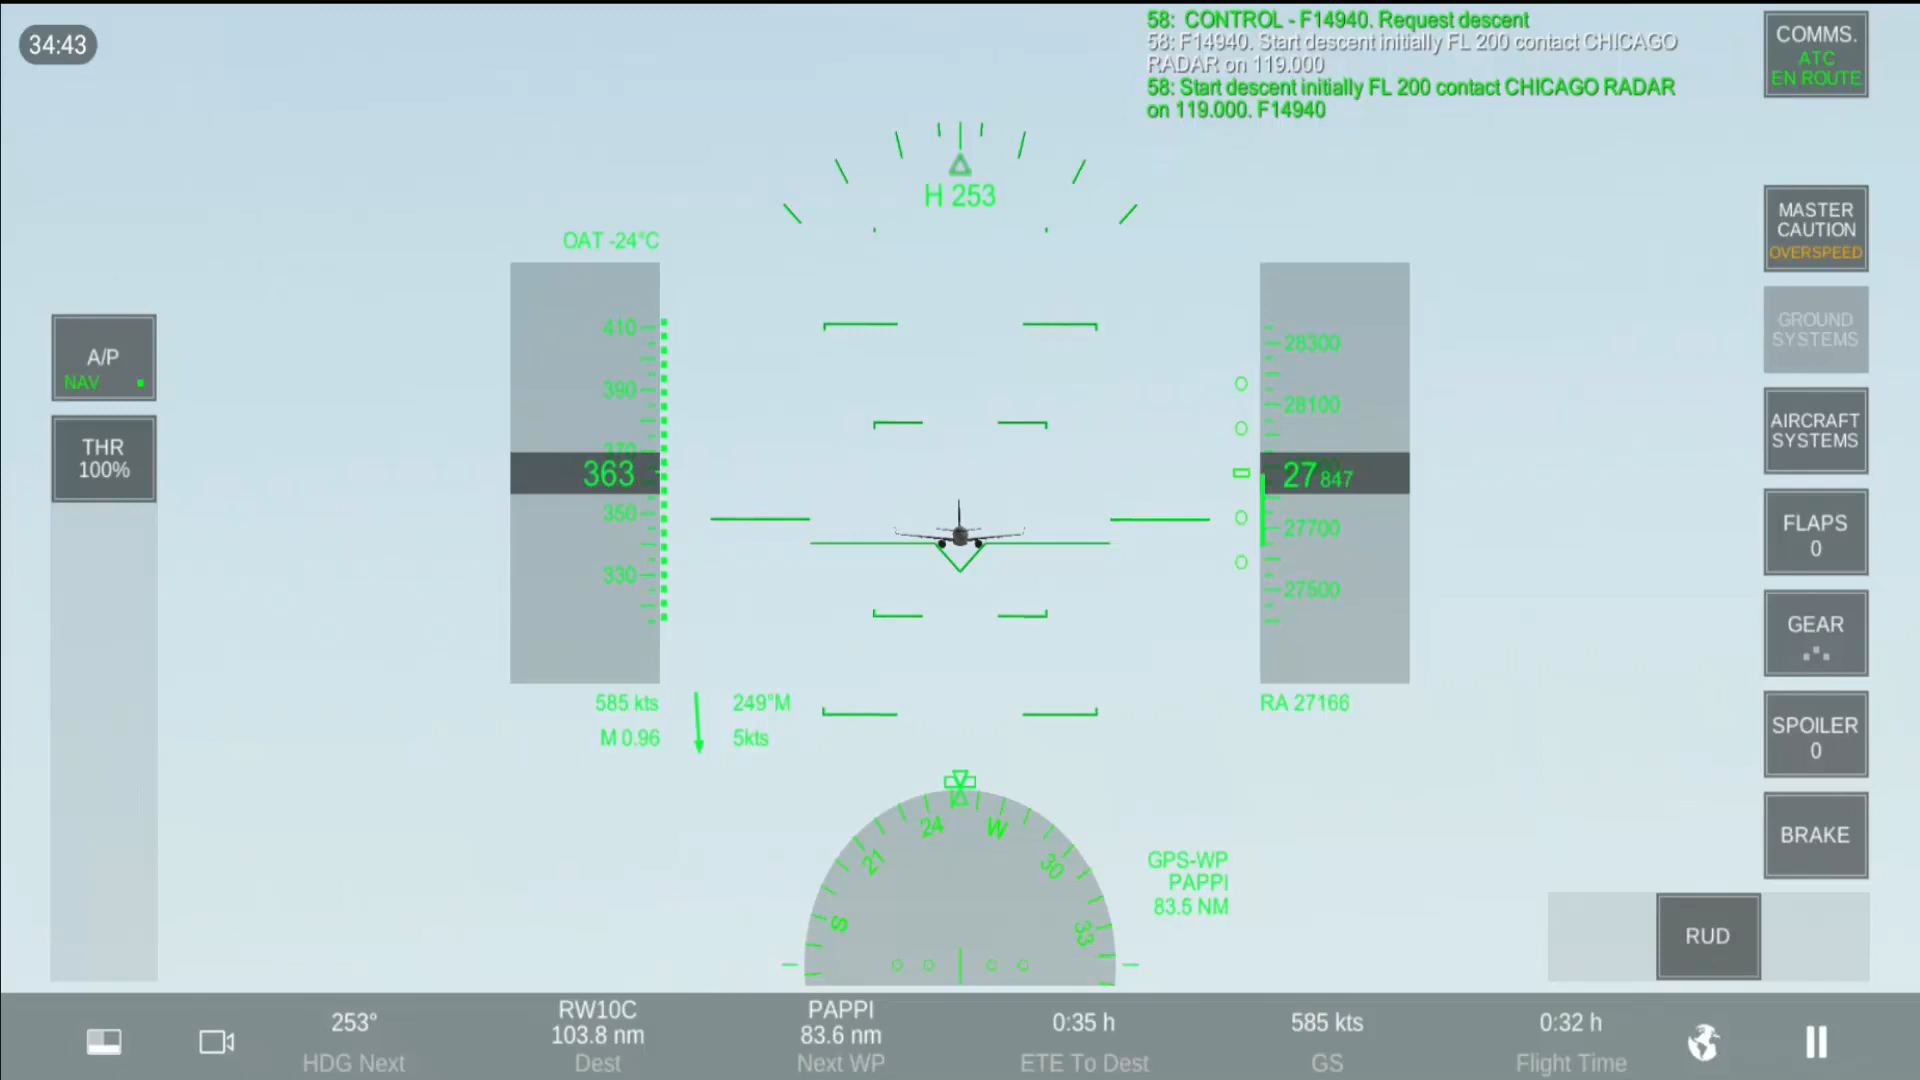 34:43
58: CONTROL - F14940. Request descent
58: F14940. Start descent initially FL 200 contact CHICAGO
RADAR on 119.000
58: Start descent initially FL 200 contact CHICAGO RADAR
on 119.000. F14940
COMMS.
ATC
EN ROUTE
H 253
MASTER
CAUTION
OVERSPEED
OAT -24°C
GROUND
SYSTEMS
A/P
NAV
THR
100%
410
390
370
363
350
330
28300
28100
27 847
27700
27500
AIRCRAFT
SYSTEMS
FLAPS
0
GEAR
SPOILER
0
BRAKE
RUD
585 kts
M 0.96
249°M
5kts
RA 27166
S
21
24
W
30
33
GPS-WP
PAPPI
83.5 NM
253°
HDG Next
RW10C
103.8 nm
Dest
PAPPI
83.6 nm
Next WP
0:35 h
ETE To Dest
585 kts
GS
0:32 h
Flight Time